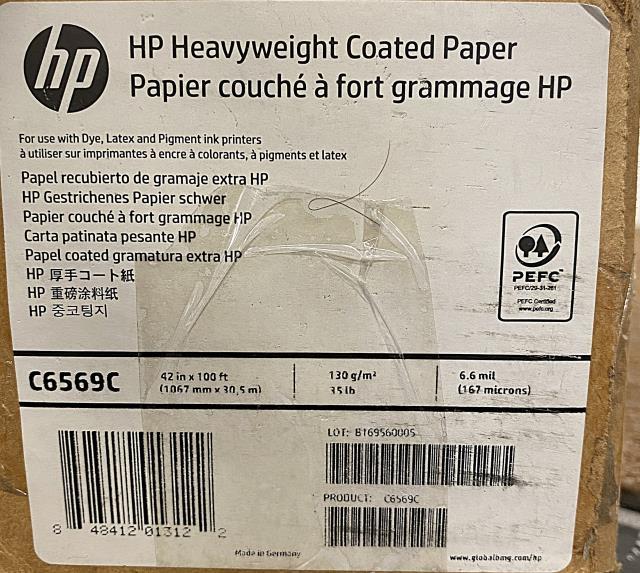 hp
HP Heavyweight Coated Paper
Papier couché à fort grammage HP
For use with Dye, Latex and Pigment ink printers
à utiliser sur imprimantes à encre à colorants, à pigments et latex
Papel recubierto de gramaje extra HP
HP Gestrichenes Papier schwer
Papier couché à fort grammage HP
Carta patinata pesante HP
Papel coated gramatura extra HP
HP 厚手コート紙
HP 重磅涂料纸
HP 중코팅지
PEFC™
PEFC/29-31-261
PEFC Certified
www.pefc.org
C6569C
42 in x 100 ft
(1067 mm x 30,5 m)
130 g/m²
35 lb
6.6 mil
(167 microns)
LOT: BT69560005
PRODUCT: C6569C
8 48412 01312 2
Made in Germany
www.globalbmg.com/hp